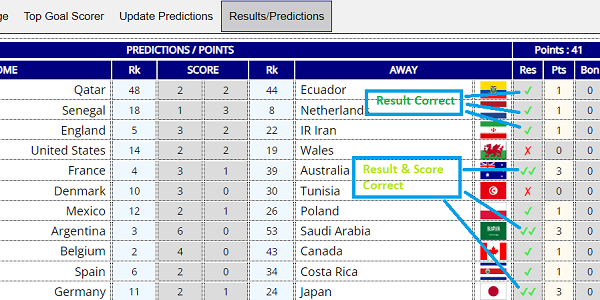 ge Top Goal Scorer Update Predictions Results/Predictions
PREDICTIONS / POINTS Points : 41
OME Rk SCORE Rk AWAY Res Pts Bon
Qatar 48 2 2 44 Ecuador ✓ 1 0
Senegal 18 1 3 8 Netherlands ✓ 1 0
Result Correct
England 5 3 2 22 IR Iran ✓ 1 0
United States 14 2 2 19 Wales ✗ 0 0
France 4 3 1 39 Australia ✓✓ 3 0
Result & Score
Correct
Denmark 10 3 0 30 Tunisia ✗ 0 0
Mexico 12 2 1 26 Poland ✓ 1 0
Argentina 3 6 0 53 Saudi Arabia ✓✓ 3 0
Belgium 2 4 0 43 Canada ✓ 1 0
Spain 6 2 0 34 Costa Rica ✓ 1 0
Germany 11 2 1 24 Japan ✓✓ 3 0